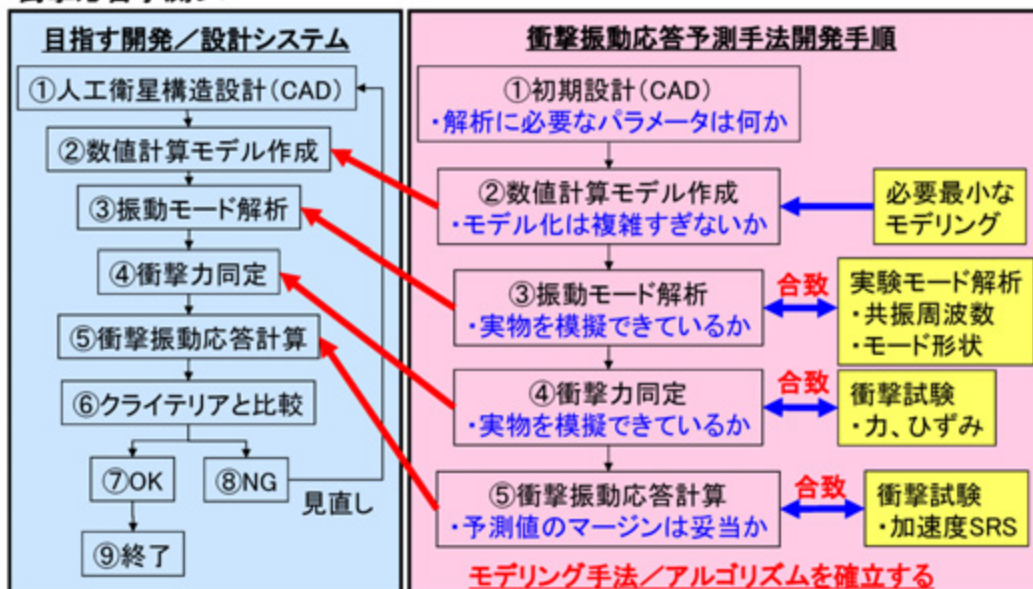 目指す開発／設計システム
①人工衛星構造設計(CAD)
②数値計算モデル作成
③振動モード解析
④衝撃力同定
⑤衝撃振動応答計算
⑥クライテリアと比較
⑦OK
⑧NG
見直し
⑨終了
衝撃振動応答予測手法開発手順
①初期設計(CAD)
・解析に必要なパラメータは何か
②数値計算モデル作成
・モデル化は複雑すぎないか
必要最小な
モデリング
③振動モード解析
・実物を模擬できているか
合致
実験モード解析
・共振周波数
・モード形状
④衝撃力同定
・実物を模擬できているか
合致
衝撃試験
・力、ひずみ
⑤衝撃振動応答計算
・予測値のマージンは妥当か
合致
衝撃試験
・加速度SRS
モデリング手法／アルゴリズムを確立する